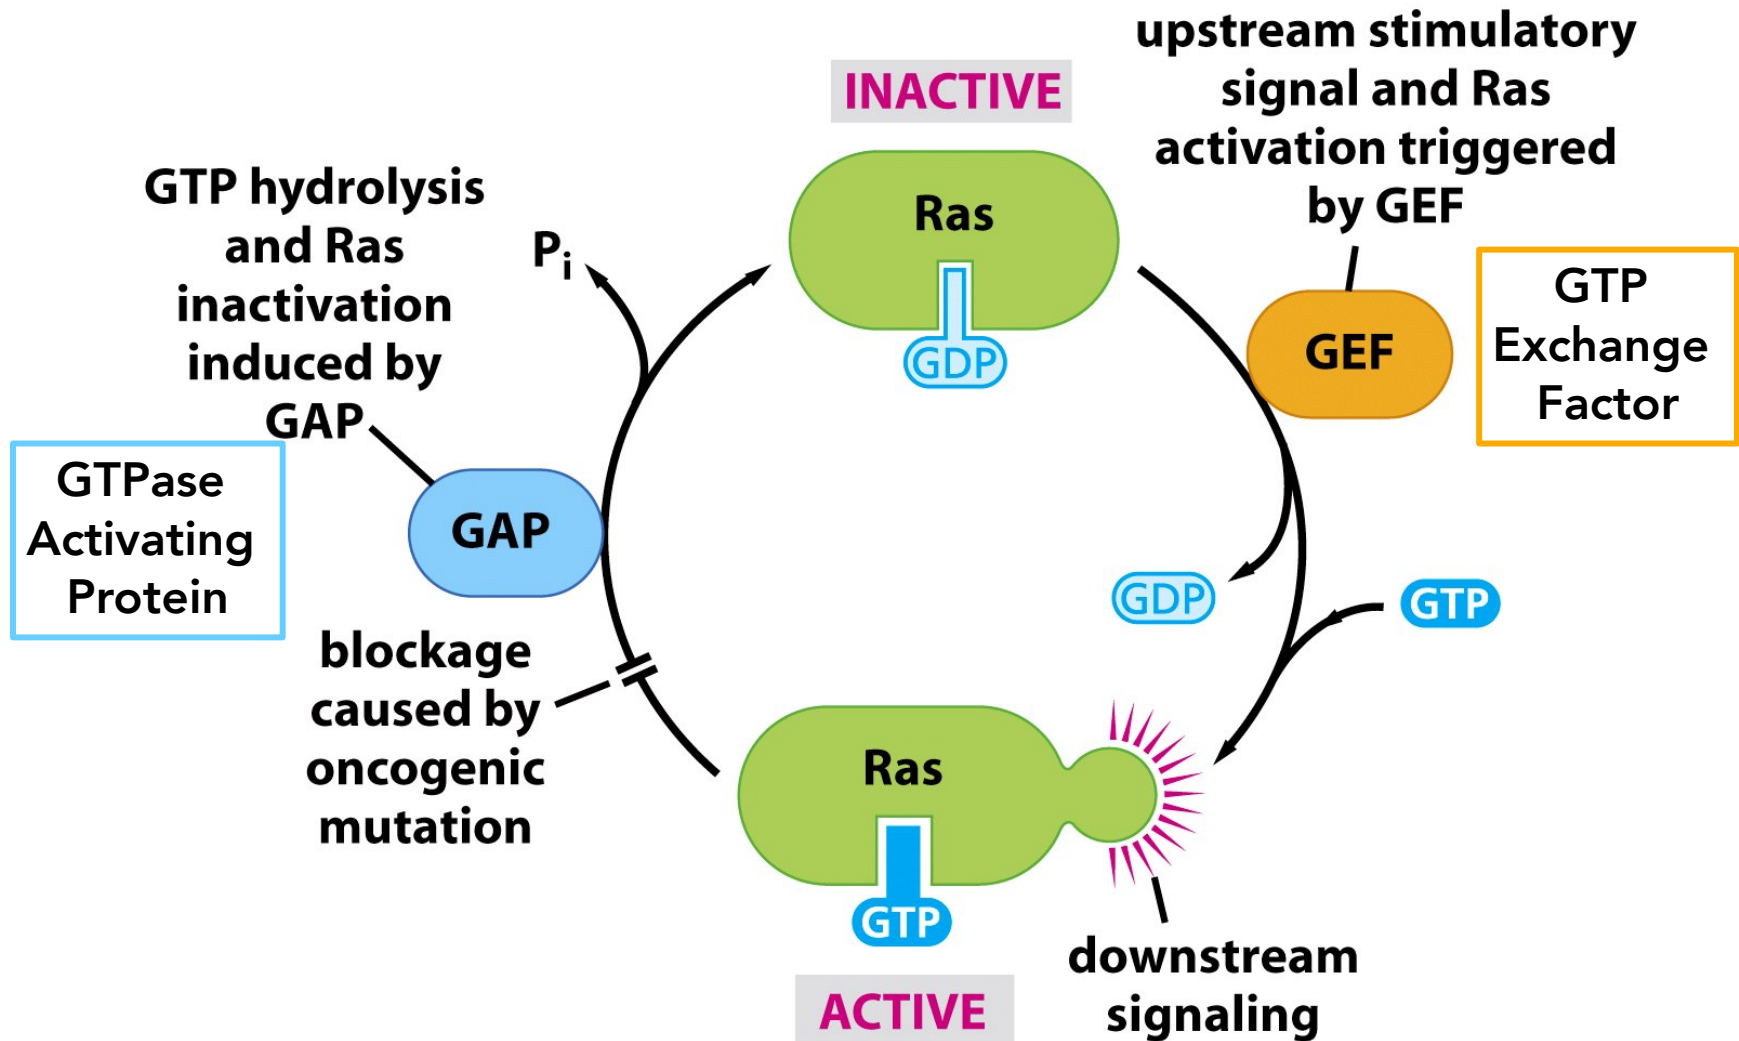 upstream stimulatory
signal and Ras
activation triggered
by GEF
INACTIVE
Ras
GDP
GTP hydrolysis
and Ras
inactivation
induced by
GAP
Pi
GEF
GTP
Exchange
Factor
GTPase
Activating
Protein
GAP
GDP
GTP
blockage
caused by
oncogenic
mutation
Ras
GTP
ACTIVE
downstream
signaling